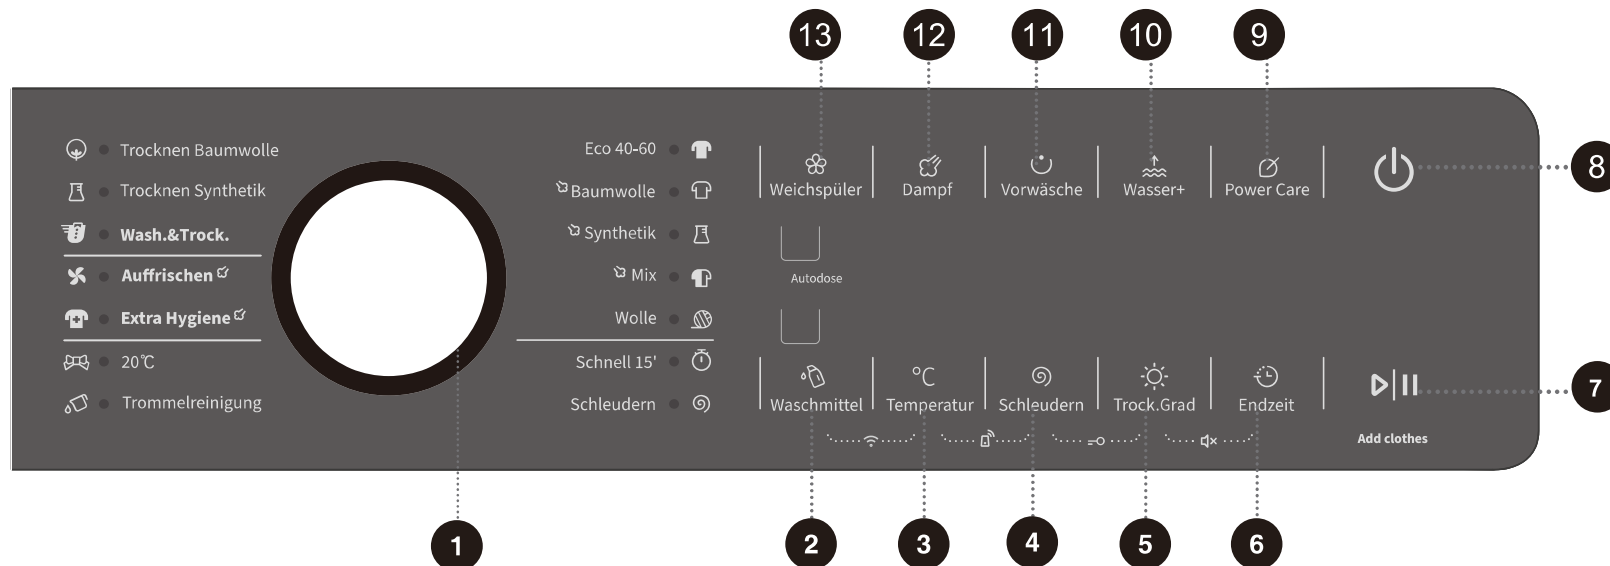 13 12 11 10 9
Trocknen Baumwolle
Trocknen Synthetik
Wash.&Trock.
Auffrischen
Extra Hygiene
20℃
Trommelreinigung
Eco 40-60
Baumwolle
Synthetik
Mix
Wolle
Schnell 15'
Schleudern
Weichspüler Dampf Vorwäsche Wasser+ Power Care
8
Autodose
°C
Waschmittel Temperatur Schleudern Trock.Grad Endzeit
7
Add clothes
1 2 3 4 5 6